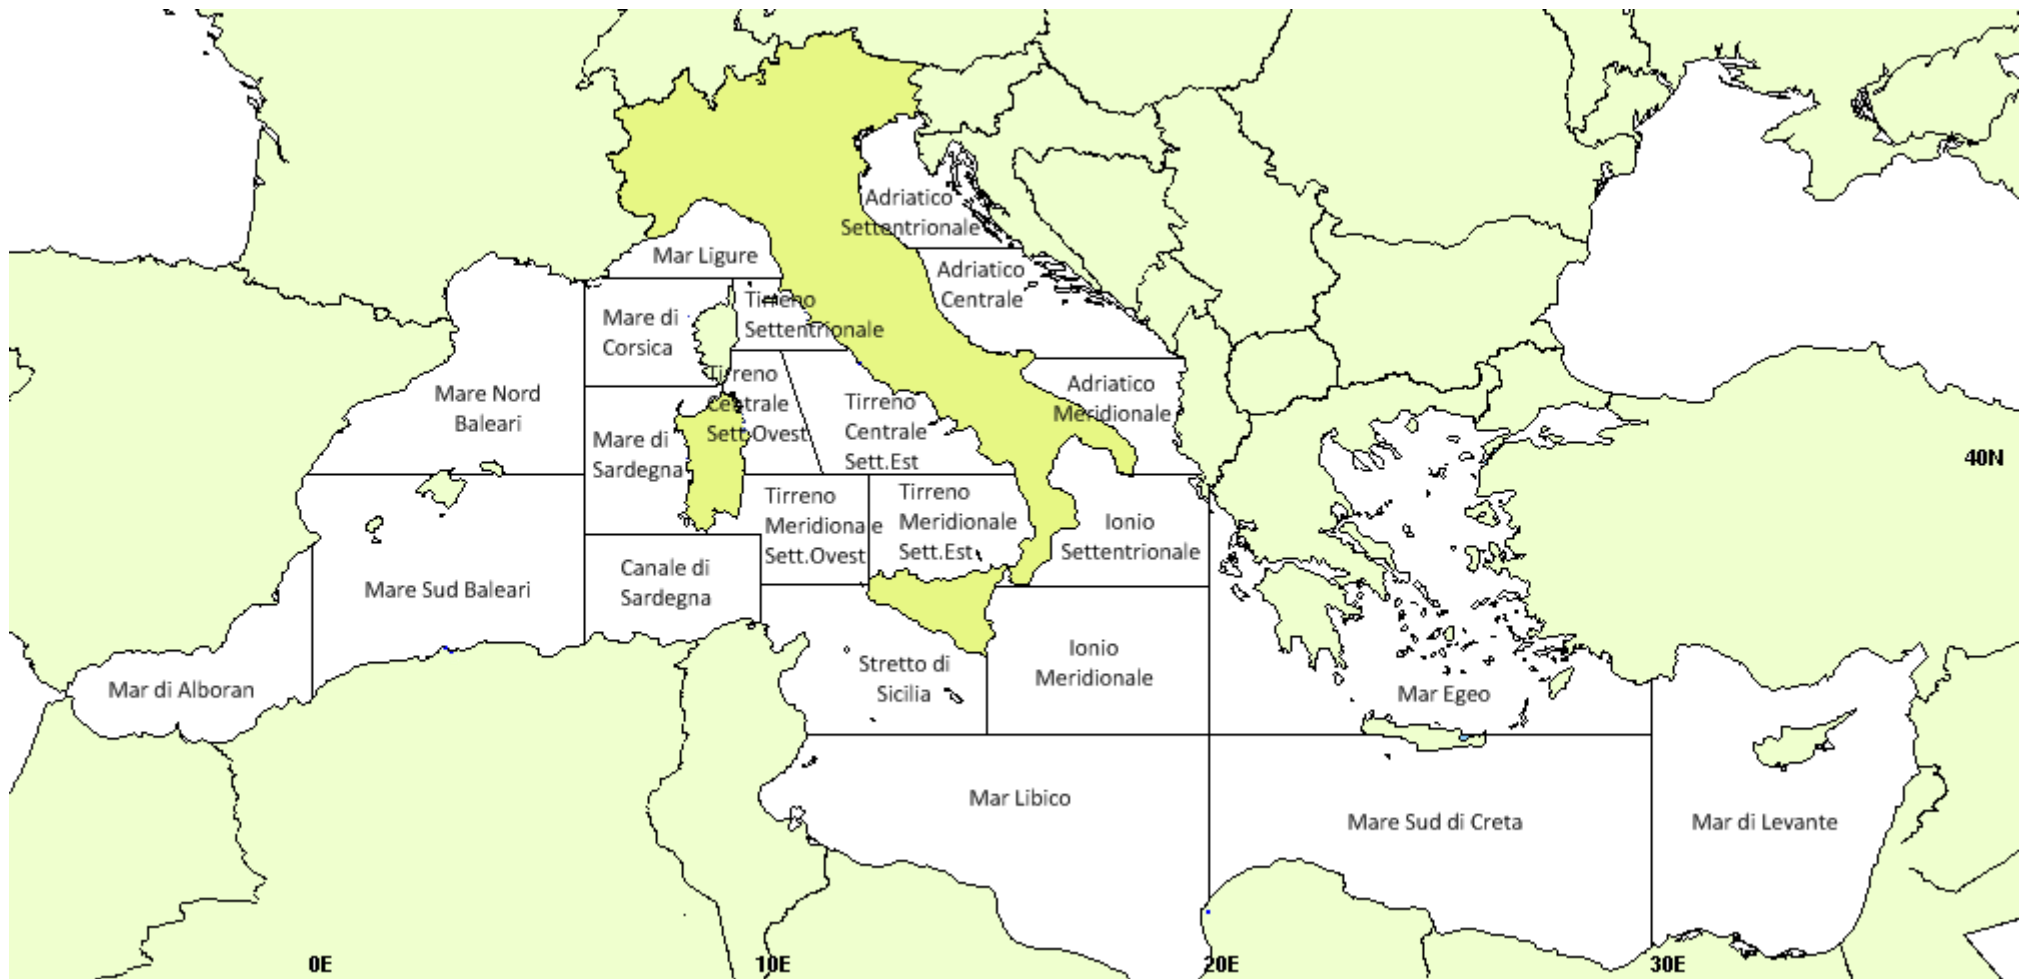 Adriatico
Settentrionale
Mar Ligure
Adriatico
Centrale
Tirreno
Settentrionale
Mare di
Corsica
Tirreno
Centrale
Sett.Ovest
Adriatico
Meridionale
Mare Nord
Baleari
Tirreno
Centrale
Sett.Est
Mare di
Sardegna
40N
Tirreno
Meridionale
Sett.Ovest
Tirreno
Meridionale
Sett.Est
Ionio
Settentrionale
Canale di
Sardegna
Mare Sud Baleari
Ionio
Meridionale
Stretto di
Sicilia
Mar di Alboran
Mar Egeo
Mar Libico
Mare Sud di Creta
Mar di Levante
0E
10E
20E
30E